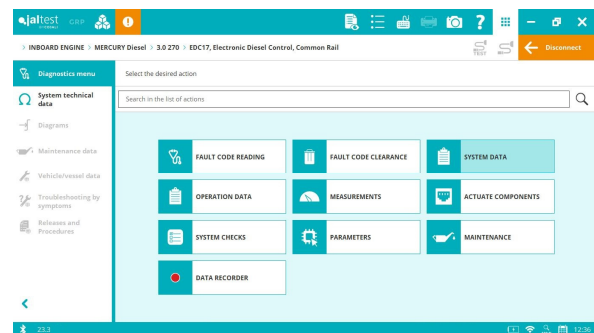 jaltest GBP ?
> INBOARD ENGINE > MERCURY Diesel > 3.0 270 > EDC17, Electronic Diesel Control, Common Rail
TEST
Disconnect
Diagnostics menu
Select the desired action
System technical
data
Search in the list of actions
Diagrams
Maintenance data
Vehicle/vessel data
Troubleshooting by
symptoms
Releases and
Procedures
FAULT CODE READING
FAULT CODE CLEARANCE
SYSTEM DATA
OPERATION DATA
MEASUREMENTS
ACTUATE COMPONENTS
SYSTEM CHECKS
PARAMETERS
MAINTENANCE
DATA RECORDER
23.3
12:36